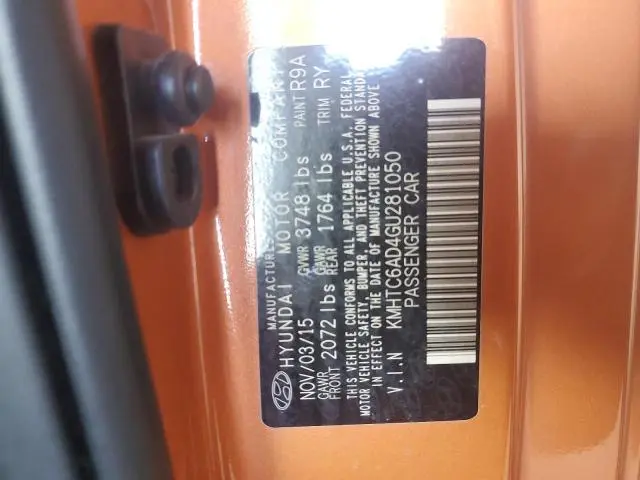 MANUFACTURE
HYUNDAI MOTOR COMPANY
NOV/03/15 GVWR 3748 lbs PAINT R9A
GAWR FRONT 2072 lbs GAWR REAR 1764 lbs TRIM RY
THIS VEHICLE CONFORMS TO ALL APPLICABLE U.S.A. FEDERAL
MOTOR VEHICLE SAFETY, BUMPER, AND THEFT PREVENTION STANDARDS
IN EFFECT ON THE DATE OF MANUFACTURE SHOWN ABOVE
V.I.N KMHTC6AD4GU281050
PASSENGER CAR